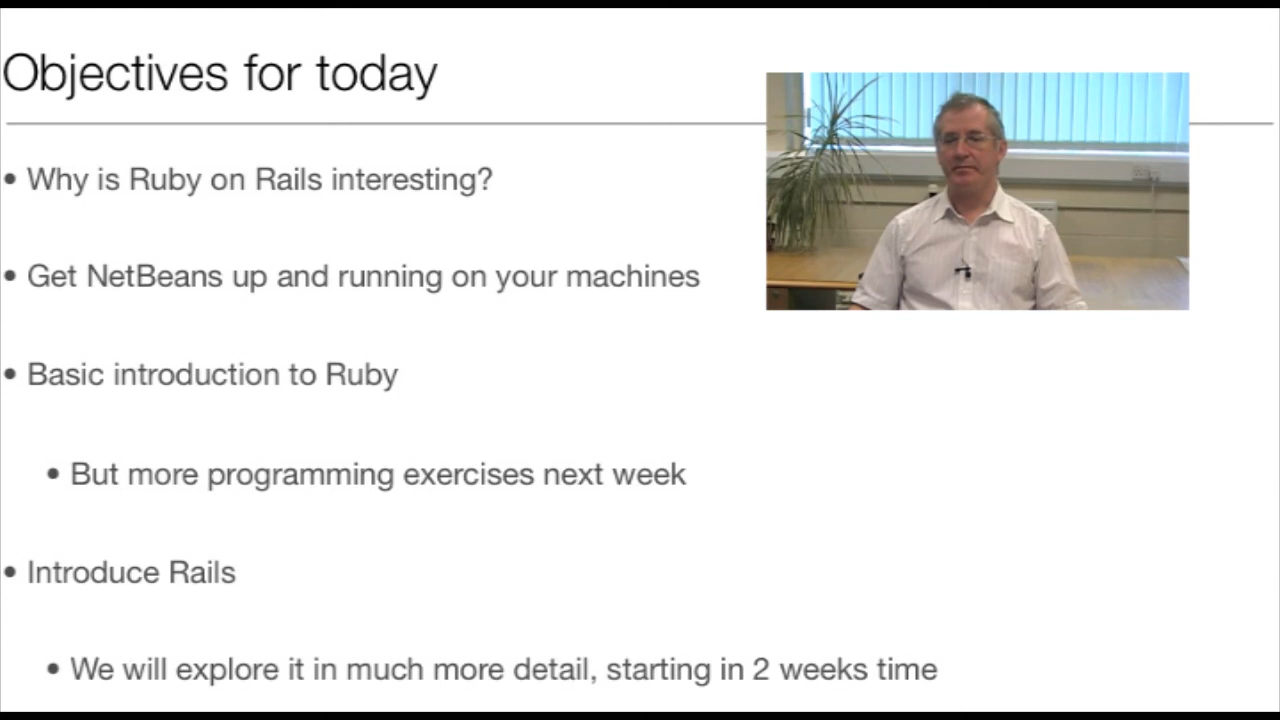 Objectives for today
• Why is Ruby on Rails interesting?
• Get NetBeans up and running on your machines
• Basic introduction to Ruby
• But more programming exercises next week
• Introduce Rails
• We will explore it in much more detail, starting in 2 weeks time